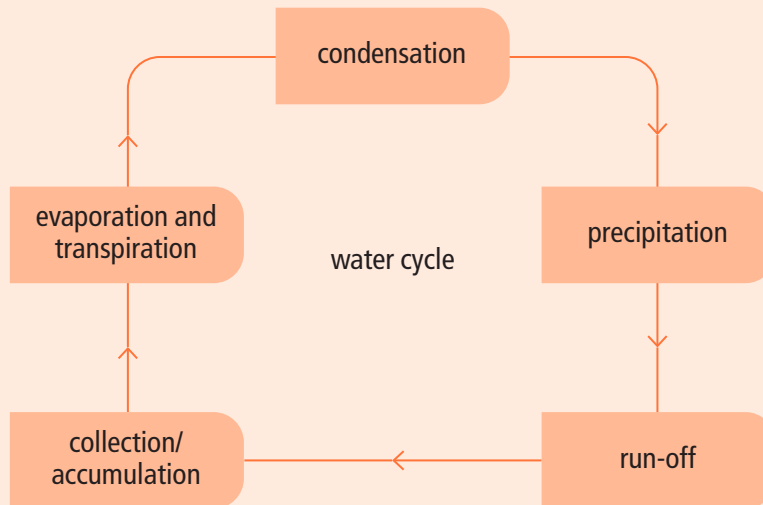 condensation
evaporation and
transpiration
precipitation
water cycle
collection/
accumulation
run-off